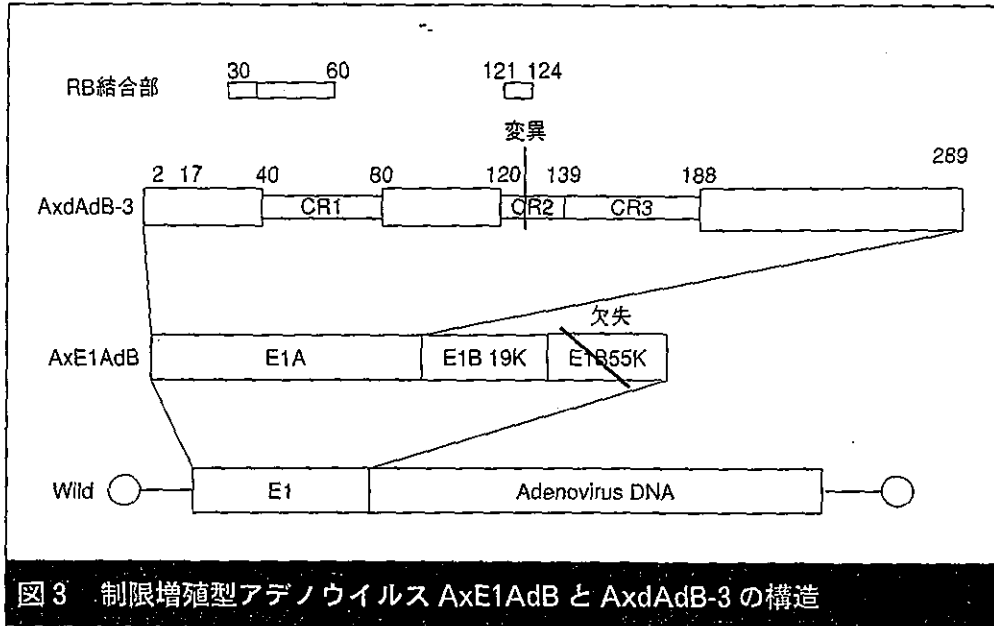 30 60 121 124
RB結合部
変異
2 17 40 80 120 139 188 289
AxdAdB-3 CR1 CR2 CR3
欠失
AxE1AdB E1A E1B 19K E1B55K
Wild E1 Adenovirus DNA
図3 制限増殖型アデノウイルス AxE1AdB と AxdAdB-3 の構造